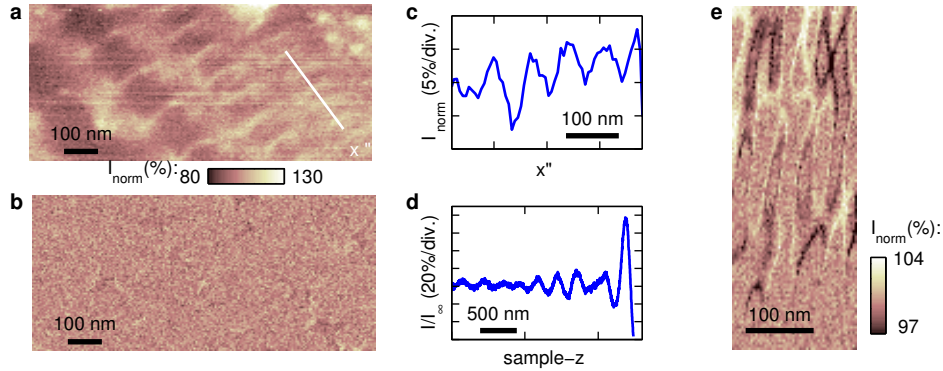 a
100 nm
x"
I_norm(%): 80 130
b
100 nm
c
I_norm (5%/div.)
100 nm
x"
d
I/I_∞ (20%/div.)
500 nm
sample−z
e
100 nm
I_norm(%):
104
97